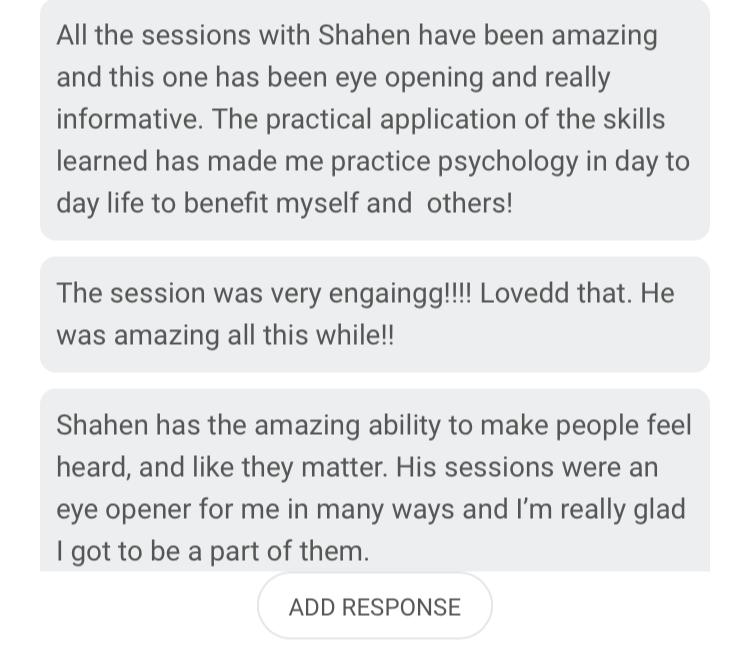 All the sessions with Shahen have been amazing
and this one has been eye opening and really
informative. The practical application of the skills
learned has made me practice psychology in day to
day life to benefit myself and  others!
The session was very engaingg!!!! Lovedd that. He
was amazing all this while!!
Shahen has the amazing ability to make people feel
heard, and like they matter. His sessions were an
eye opener for me in many ways and I’m really glad
I got to be a part of them.
ADD RESPONSE